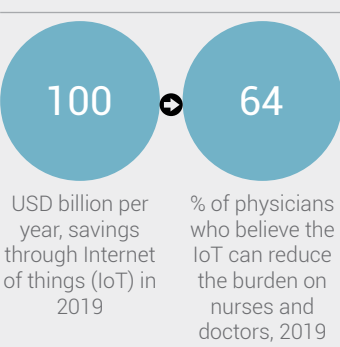 100
USD billion per
year, savings
through Internet
of things (IoT) in
2019
64
% of physicians
who believe the
IoT can reduce
the burden on
nurses and
doctors, 2019